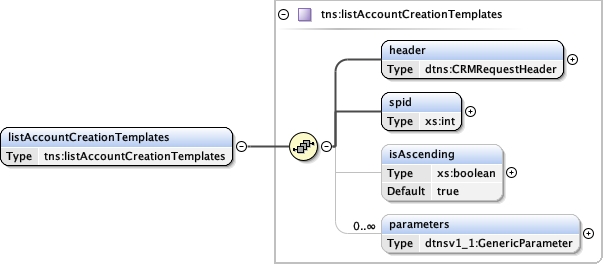 tns:listAccountCreationTemplates
header
Type dtns:CRMRequestHeader
spid
Type xs:int
listAccountCreationTemplates
Type tns:listAccountCreationTemplates
isAscending
Type xs:boolean
Default true
0..∞
parameters
Type dtnsv1_1:GenericParameter